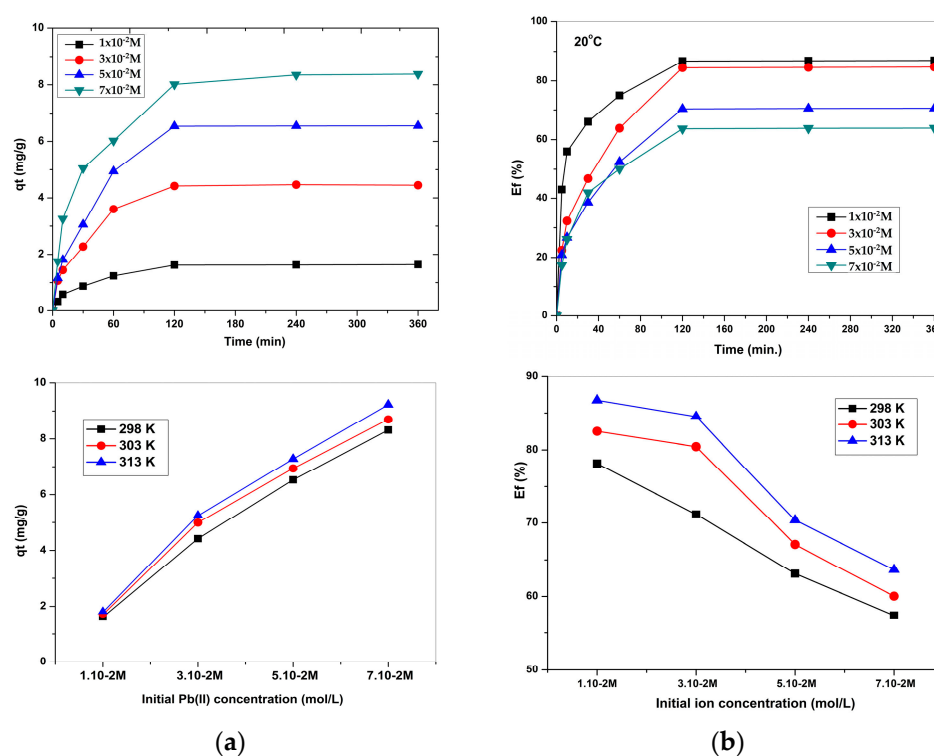 10
8
6
4
2
0
qt (mg/g)
1x10⁻²M
3x10⁻²M
5x10⁻²M
7x10⁻²M
0 60 120 180 240 300 360
Time (min)
100
80
60
40
20
0
Ef (%)
20°C
1x10⁻²M
3x10⁻²M
5x10⁻²M
7x10⁻²M
0 40 80 120 160 200 240 280 320
Time (min.)
10
8
6
4
2
0
qt (mg/g)
298 K
303 K
313 K
1.10-2M 3.10-2M 5.10-2M 7.10-2M
Initial Pb(II) concentration (mol/L)
90
80
70
60
50
Ef (%)
298 K
303 K
313 K
1.10-2M 3.10-2M 5.10-2M 7.10-2M
Initial ion concentration (mol/L)
(a)
(b)